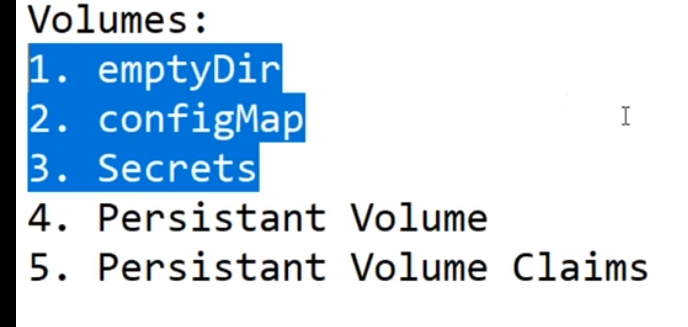 Volumes:
1. emptyDir
2. configMap
3. Secrets
4. Persistant Volume
5. Persistant Volume Claims